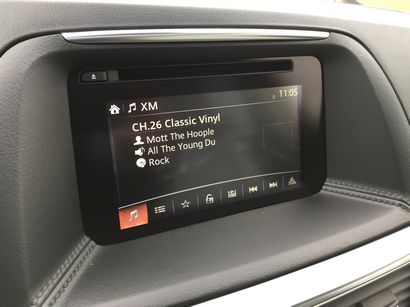 XM
11:05
CH.26 Classic Vinyl
Mott The Hoople
All The Young Du
Rock